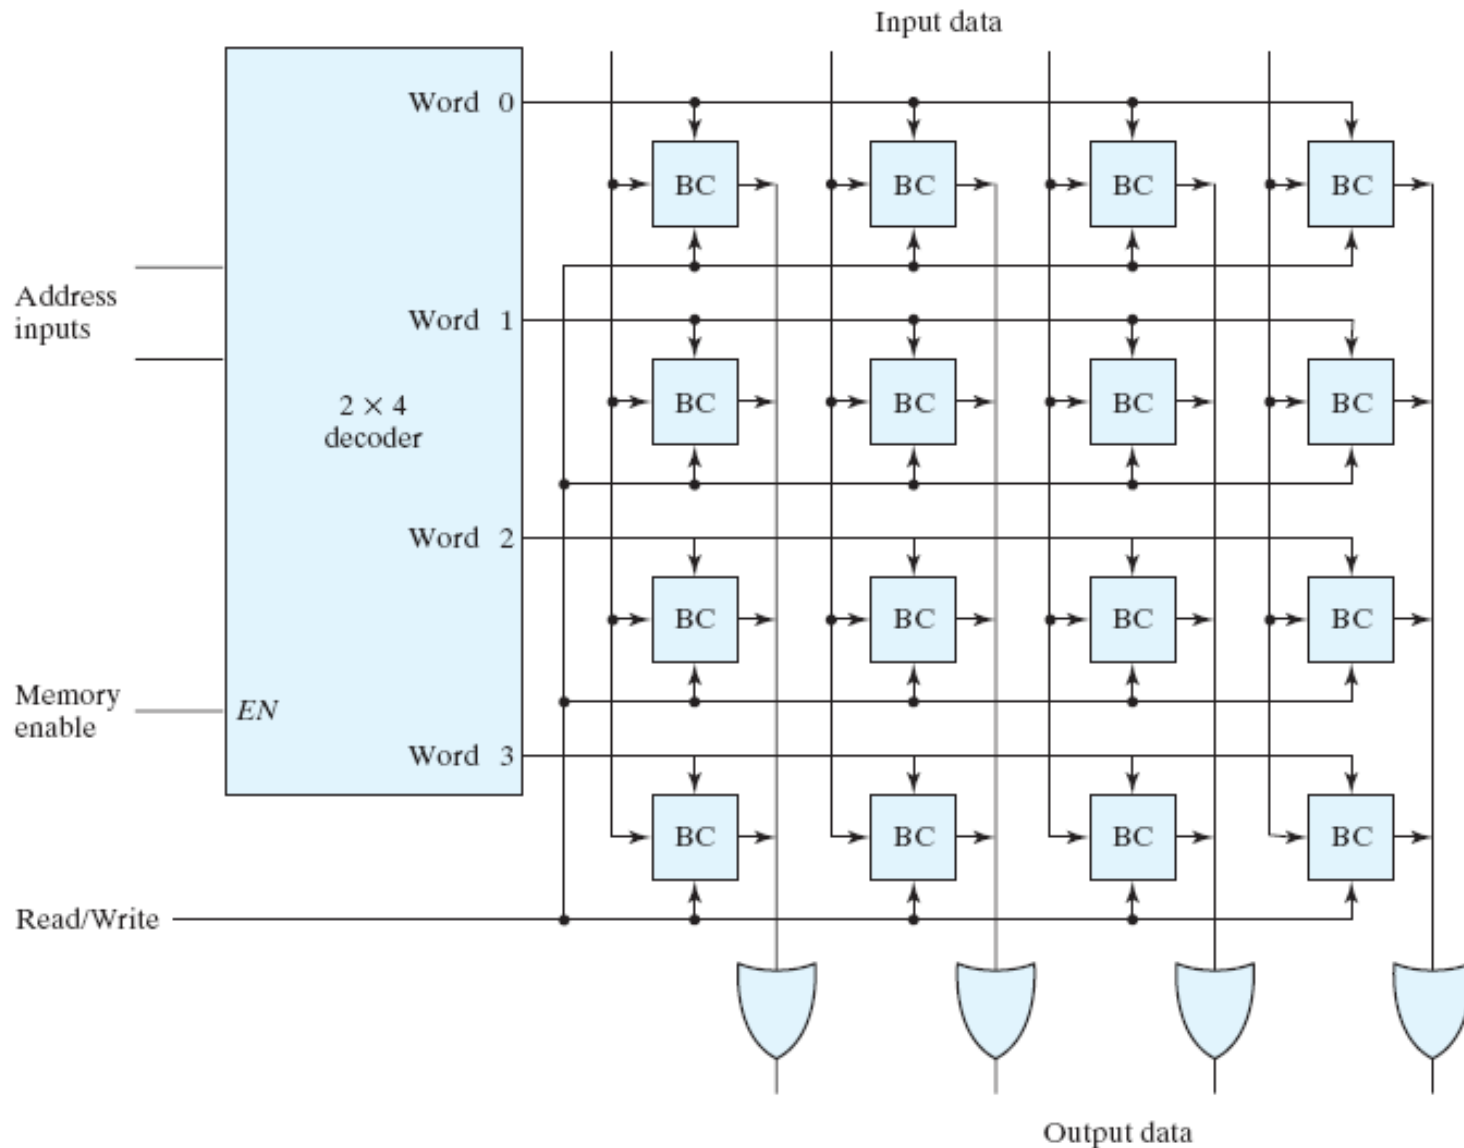 Input data
Word 0
BC BC BC BC
Address
inputs
Word 1
BC BC BC BC
2 × 4
decoder
Word 2
BC BC BC BC
Memory
enable
EN
Word 3
BC BC BC BC
Read/Write
Output data